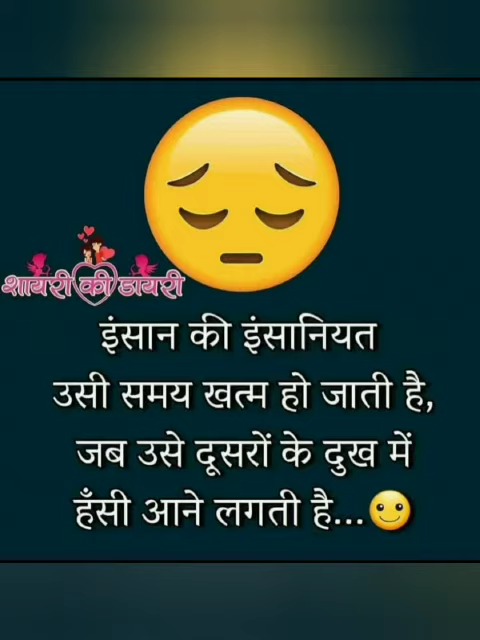 शायरी की डायरी
इंसान की इंसानियत
उसी समय खत्म हो जाती है,
जब उसे दूसरों के दुख में
हँसी आने लगती है...